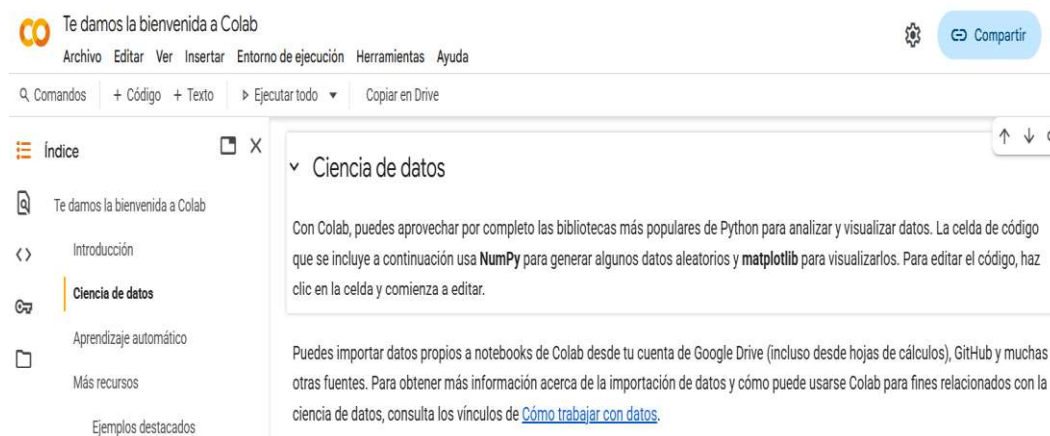 Te damos la bienvenida a Colab
Archivo Editar Ver Insertar Entorno de ejecución Herramientas Ayuda
Compartir
Comandos + Código + Texto Ejecutar todo Copiar en Drive
Índice
Te damos la bienvenida a Colab
Introducción
Ciencia de datos
Aprendizaje automático
Más recursos
Ejemplos destacados
Ciencia de datos
Con Colab, puedes aprovechar por completo las bibliotecas más populares de Python para analizar y visualizar datos. La celda de código
que se incluye a continuación usa NumPy para generar algunos datos aleatorios y matplotlib para visualizarlos. Para editar el código, haz
clic en la celda y comienza a editar.
Puedes importar datos propios a notebooks de Colab desde tu cuenta de Google Drive (incluso desde hojas de cálculos), GitHub y muchas
otras fuentes. Para obtener más información acerca de la importación de datos y cómo puede usarse Colab para fines relacionados con la
ciencia de datos, consulta los vínculos de Cómo trabajar con datos.